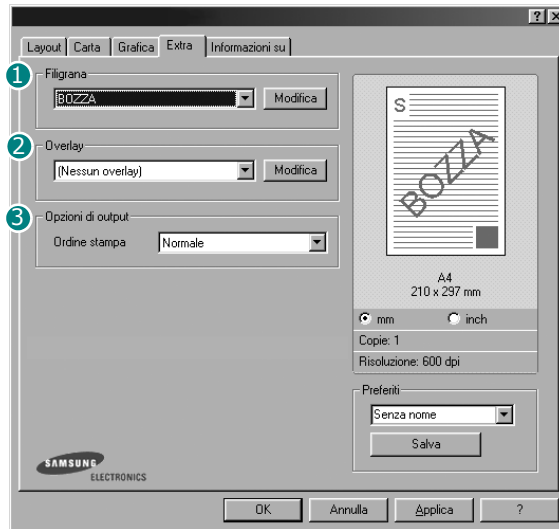 ? X
Layout Carta Grafica Extra Informazioni su
1 Filigrana
BOZZA Modifica
2 Overlay
(Nessun overlay) Modifica
3 Opzioni di output
Ordine stampa Normale
S
BOZZA
A4
210 x 297 mm
mm inch
Copie: 1
Risoluzione: 600 dpi
Preferiti
Senza nome
Salva
SAMSUNG
ELECTRONICS
OK Annulla Applica ?